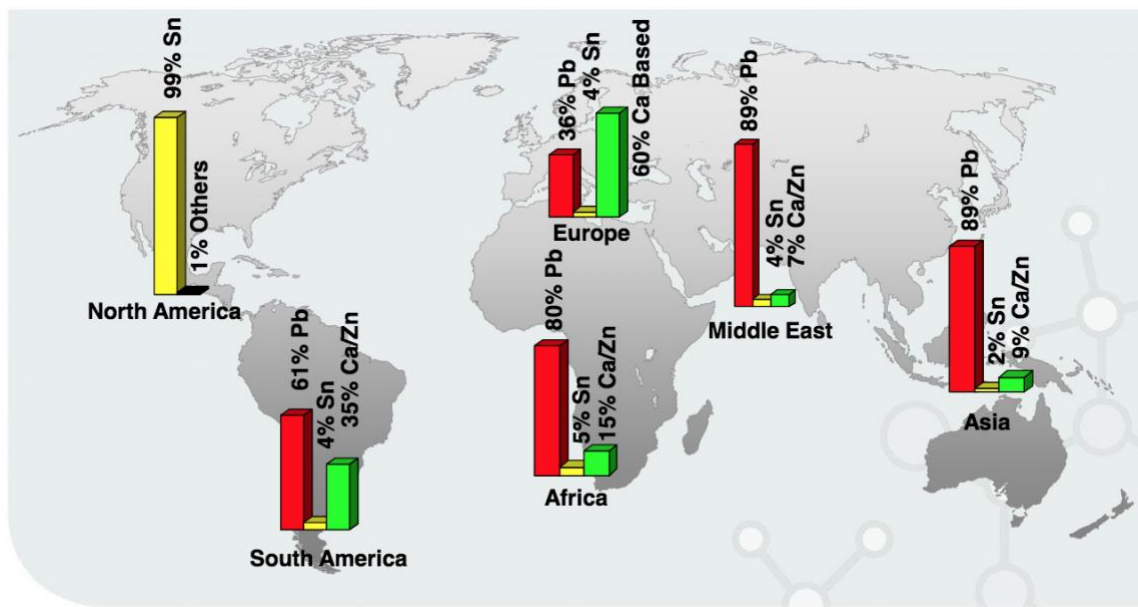 99% Sn
1% Others
North America
61% Pb
4% Sn
35% Ca/Zn
South America
36% Pb
4% Sn
60% Ca Based
Europe
80% Pb
5% Sn
15% Ca/Zn
Africa
89% Pb
4% Sn
7% Ca/Zn
Middle East
89% Pb
2% Sn
9% Ca/Zn
Asia